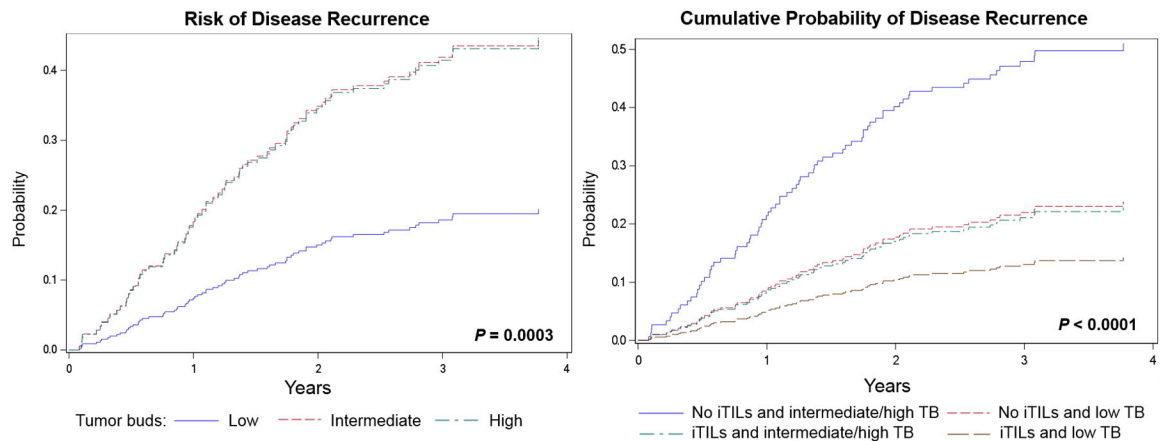 Risk of Disease Recurrence
Probability
0.4
0.3
0.2
0.1
0.0
0 1 2 3 4
Years
P = 0.0003
Tumor buds: Low Intermediate High
Cumulative Probability of Disease Recurrence
Probability
0.5
0.4
0.3
0.2
0.1
0.0
0 1 2 3 4
Years
P < 0.0001
No iTILs and intermediate/high TB No iTILs and low TB
iTILs and intermediate/high TB iTILs and low TB